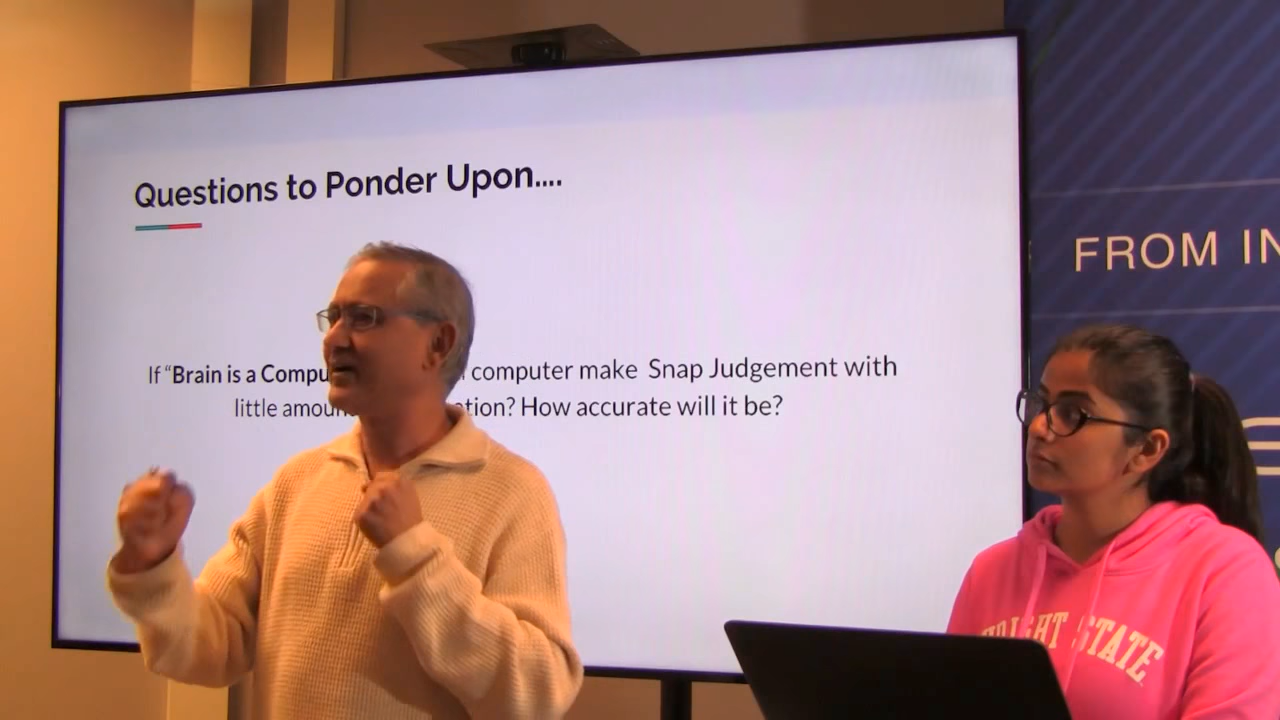 Questions to Ponder Upon....
If “Brain is a Compu computer make Snap Judgement with
little amoun tion? How accurate will it be?
FROM IN
RIGHT STATE